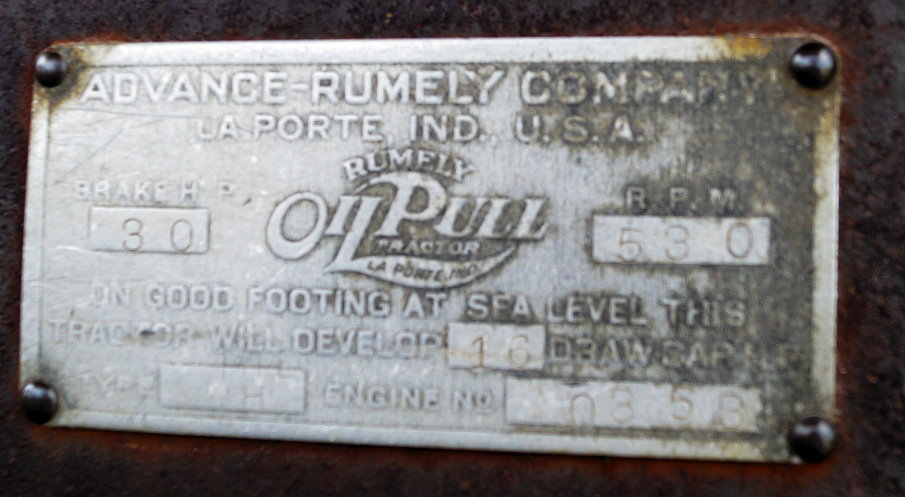 ADVANCE-RUMELY COMPANY
LA PORTE, IND., U.S.A.
RUMELY
BRAKE H.P. OILPULL R.P.M.
30 TRACTOR 530
LA PORTE, IND.
ON GOOD FOOTING AT SEA LEVEL THIS
TRACTOR WILL DEVELOP 16 DRAWBAR H.P.
TYPE H ENGINE NO